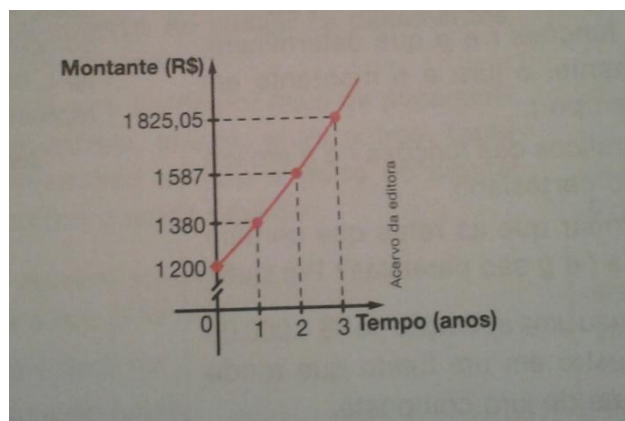 Montante (R$)
1 825,05
1 587
1 380
1 200
0
1
2
3
Tempo (anos)
Acervo da editora